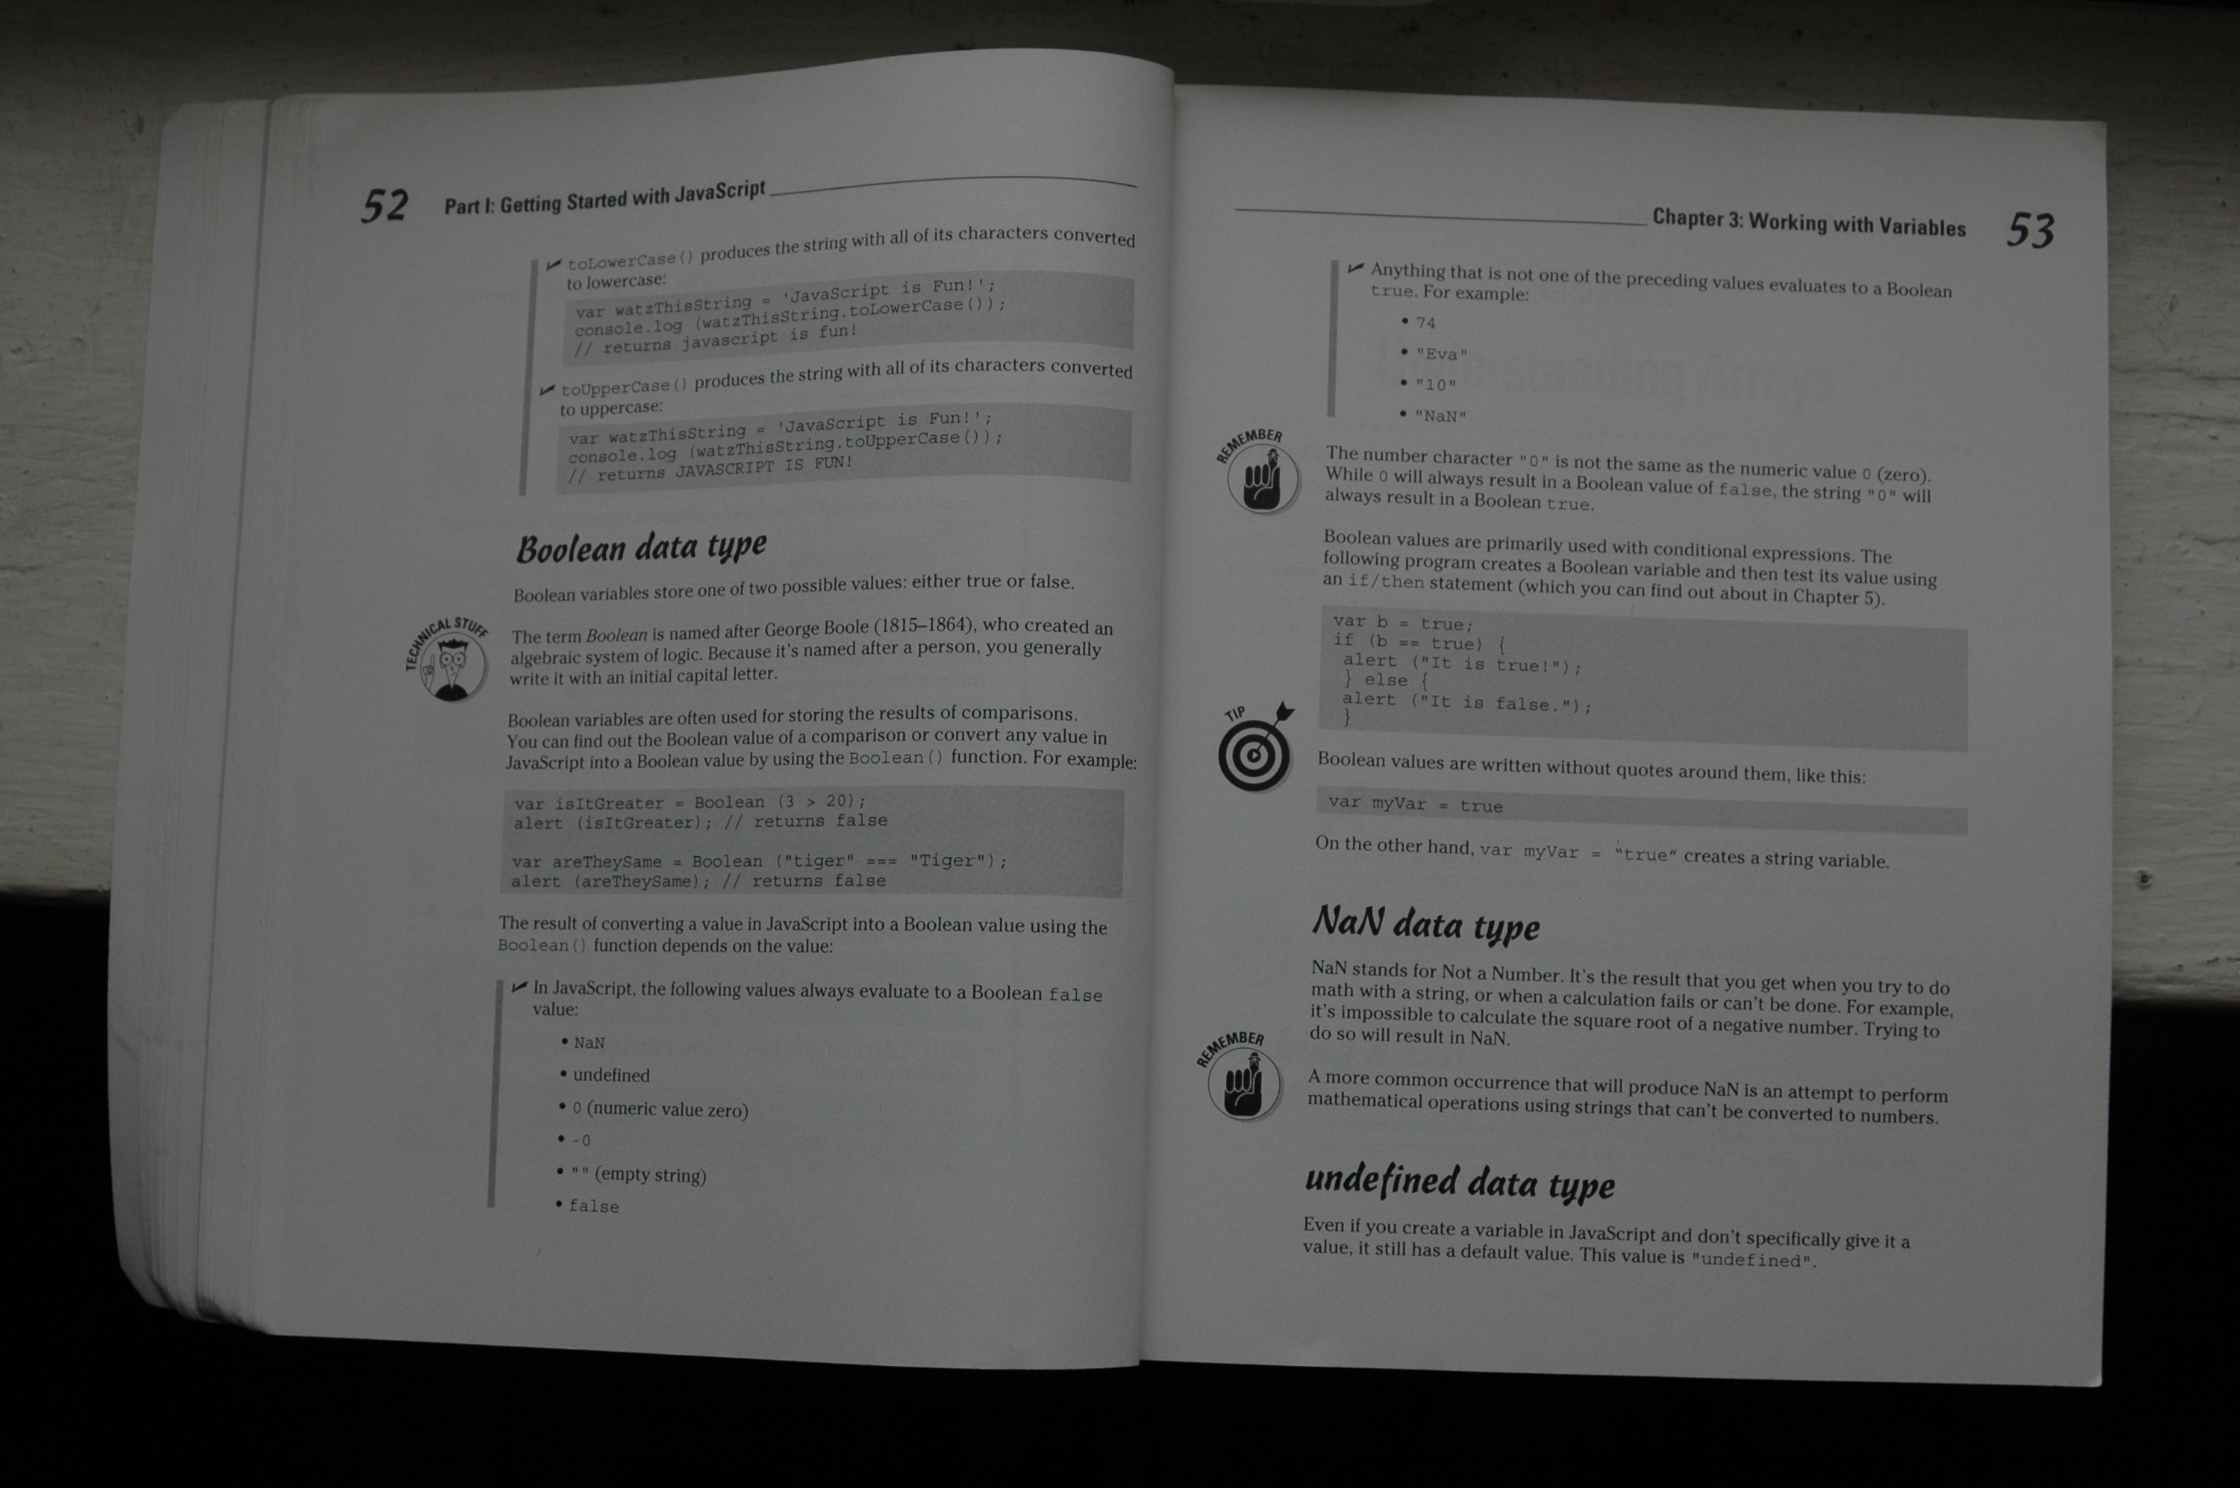 52 Part I: Getting Started with JavaScript
✓ toLowerCase() produces the string with all of its characters converted
to lowercase:
var watzThisString = 'JavaScript is Fun!';
console.log (watzThisString.toLowerCase());
// returns javascript is fun!
✓ toUpperCase() produces the string with all of its characters converted
to uppercase:
var watzThisString = 'JavaScript is Fun!';
console.log (watzThisString.toUpperCase());
// returns JAVASCRIPT IS FUN!
Boolean data type
Boolean variables store one of two possible values: either true or false.
TECHNICAL STUFF
The term Boolean is named after George Boole (1815–1864), who created an
algebraic system of logic. Because it's named after a person, you generally
write it with an initial capital letter.
Boolean variables are often used for storing the results of comparisons.
You can find out the Boolean value of a comparison or convert any value in
JavaScript into a Boolean value by using the Boolean() function. For example:
var isItGreater = Boolean (3 > 20);
alert (isItGreater); // returns false
var areTheySame = Boolean ("tiger" === "Tiger");
alert (areTheySame); // returns false
The result of converting a value in JavaScript into a Boolean value using the
Boolean() function depends on the value:
✓ In JavaScript, the following values always evaluate to a Boolean false
value:
• NaN
• undefined
• 0 (numeric value zero)
• -0
• "" (empty string)
• false
Chapter 3: Working with Variables 53
✓ Anything that is not one of the preceding values evaluates to a Boolean
true. For example:
• 74
• "Eva"
• "10"
• "NaN"
REMEMBER
The number character "0" is not the same as the numeric value 0 (zero).
While 0 will always result in a Boolean value of false, the string "0" will
always result in a Boolean true.
Boolean values are primarily used with conditional expressions. The
following program creates a Boolean variable and then test its value using
an if/then statement (which you can find out about in Chapter 5).
var b = true;
if (b == true) {
alert ("It is true!");
} else {
alert ("It is false.");
}
TIP
Boolean values are written without quotes around them, like this:
var myVar = true
On the other hand, var myVar = "true" creates a string variable.
NaN data type
NaN stands for Not a Number. It's the result that you get when you try to do
math with a string, or when a calculation fails or can't be done. For example,
it's impossible to calculate the square root of a negative number. Trying to
do so will result in NaN.
REMEMBER
A more common occurrence that will produce NaN is an attempt to perform
mathematical operations using strings that can't be converted to numbers.
undefined data type
Even if you create a variable in JavaScript and don't specifically give it a
value, it still has a default value. This value is "undefined".